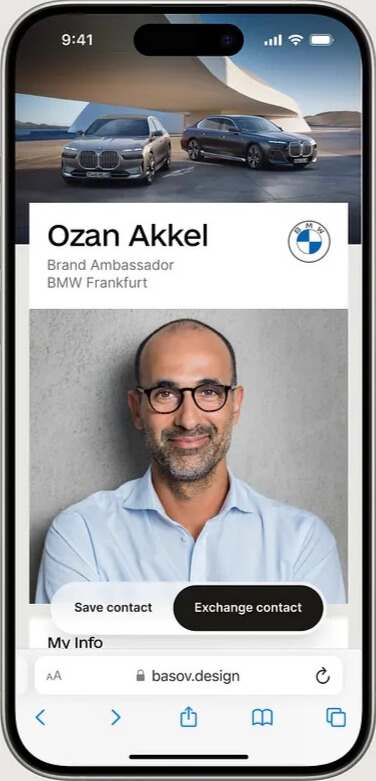 9:41
Ozan Akkel
BMW
Brand Ambassador
BMW Frankfurt
Save contact
Exchange contact
My Info
AA
basov.design